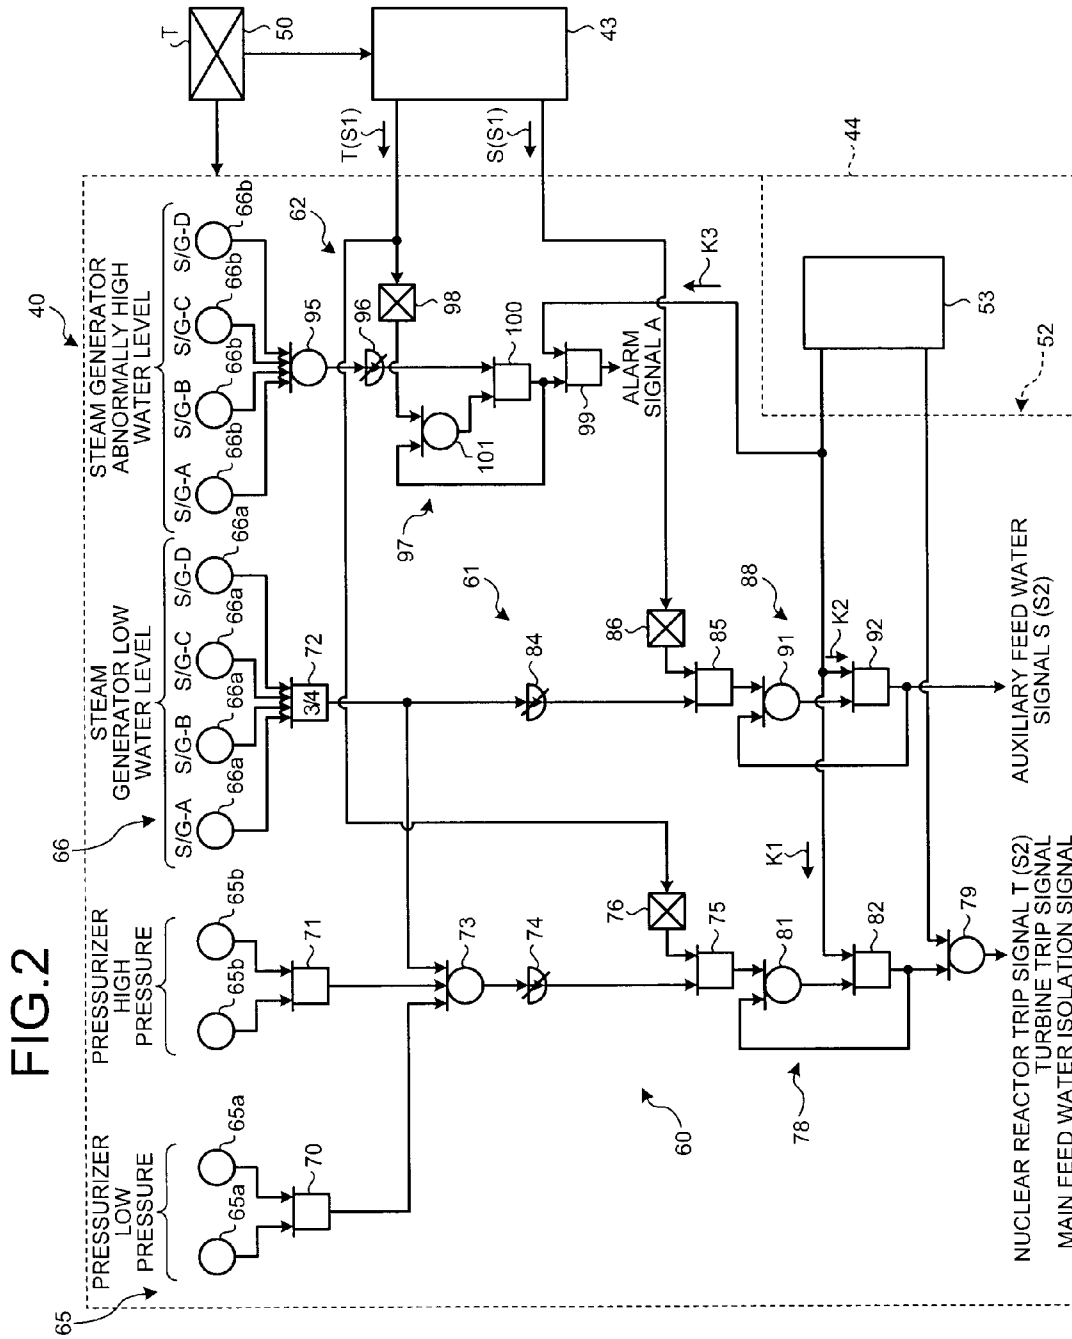 FIG.2
65
PRESSURIZER
LOW
PRESSURE
65a
65a
70
PRESSURIZER
HIGH
PRESSURE
65b
65b
71
66
STEAM
GENERATOR LOW
WATER LEVEL
S/G-A
S/G-B
S/G-C
S/G-D
66a
66a
66a
66a
3/4
72
40
STEAM GENERATOR
ABNORMALLY HIGH
WATER LEVEL
S/G-A
S/G-B
S/G-C
S/G-D
66b
66b
66b
66b
95
96
62
98
97
101
100
99
ALARM
SIGNAL A
K3
T
50
43
T(S1)
S(S1)
44
53
52
73
74
76
75
60
78
81
82
K1
79
61
84
86
85
88
91
K2
92
NUCLEAR REACTOR TRIP SIGNAL T (S2)
TURBINE TRIP SIGNAL
MAIN FEED WATER ISOLATION SIGNAL
AUXILIARY FEED WATER
SIGNAL S (S2)